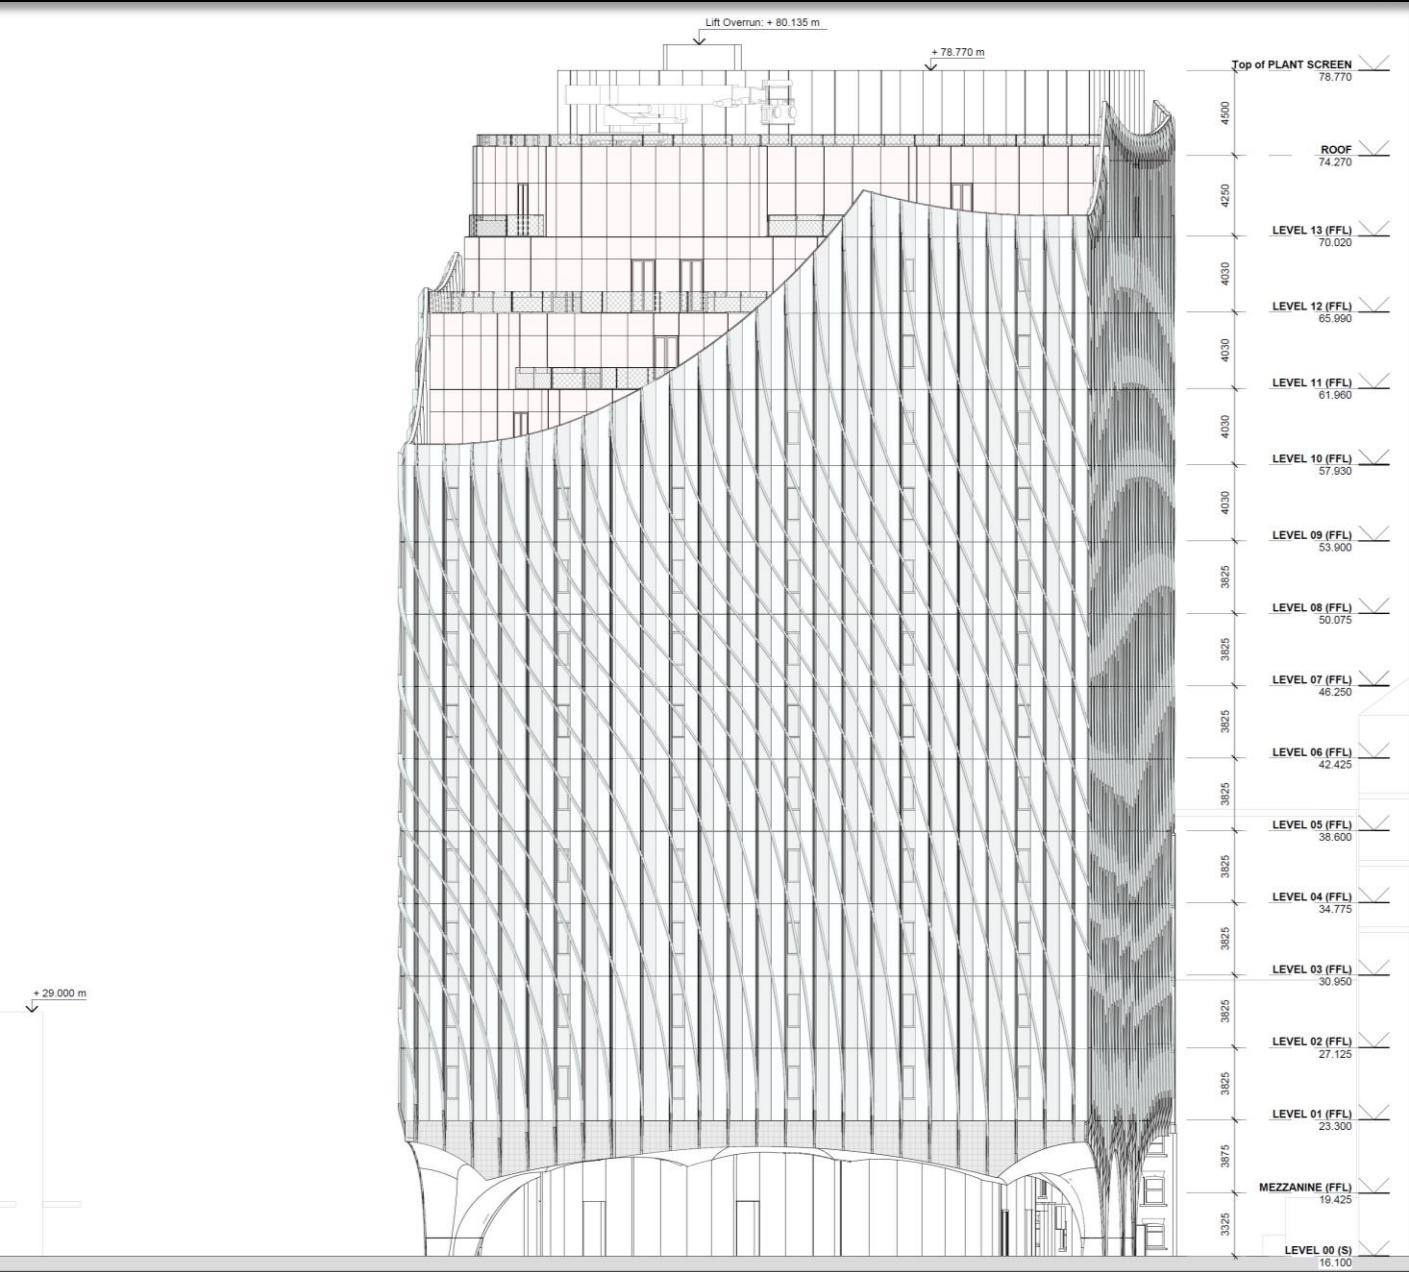 Lift Overrun: + 80.135 m
+ 78.770 m
Top of PLANT SCREEN
78.770
4500
ROOF
74.270
4250
LEVEL 13 (FFL)
70.020
4030
LEVEL 12 (FFL)
65.990
4030
LEVEL 11 (FFL)
61.960
4030
LEVEL 10 (FFL)
57.930
4030
LEVEL 09 (FFL)
53.900
3825
LEVEL 08 (FFL)
50.075
3825
LEVEL 07 (FFL)
46.250
3825
LEVEL 06 (FFL)
42.425
3825
LEVEL 05 (FFL)
38.600
3825
LEVEL 04 (FFL)
34.775
3825
LEVEL 03 (FFL)
30.950
+ 29.000 m
3825
LEVEL 02 (FFL)
27.125
3825
LEVEL 01 (FFL)
23.300
3875
MEZZANINE (FFL)
19.425
3325
LEVEL 00 (S)
16.100